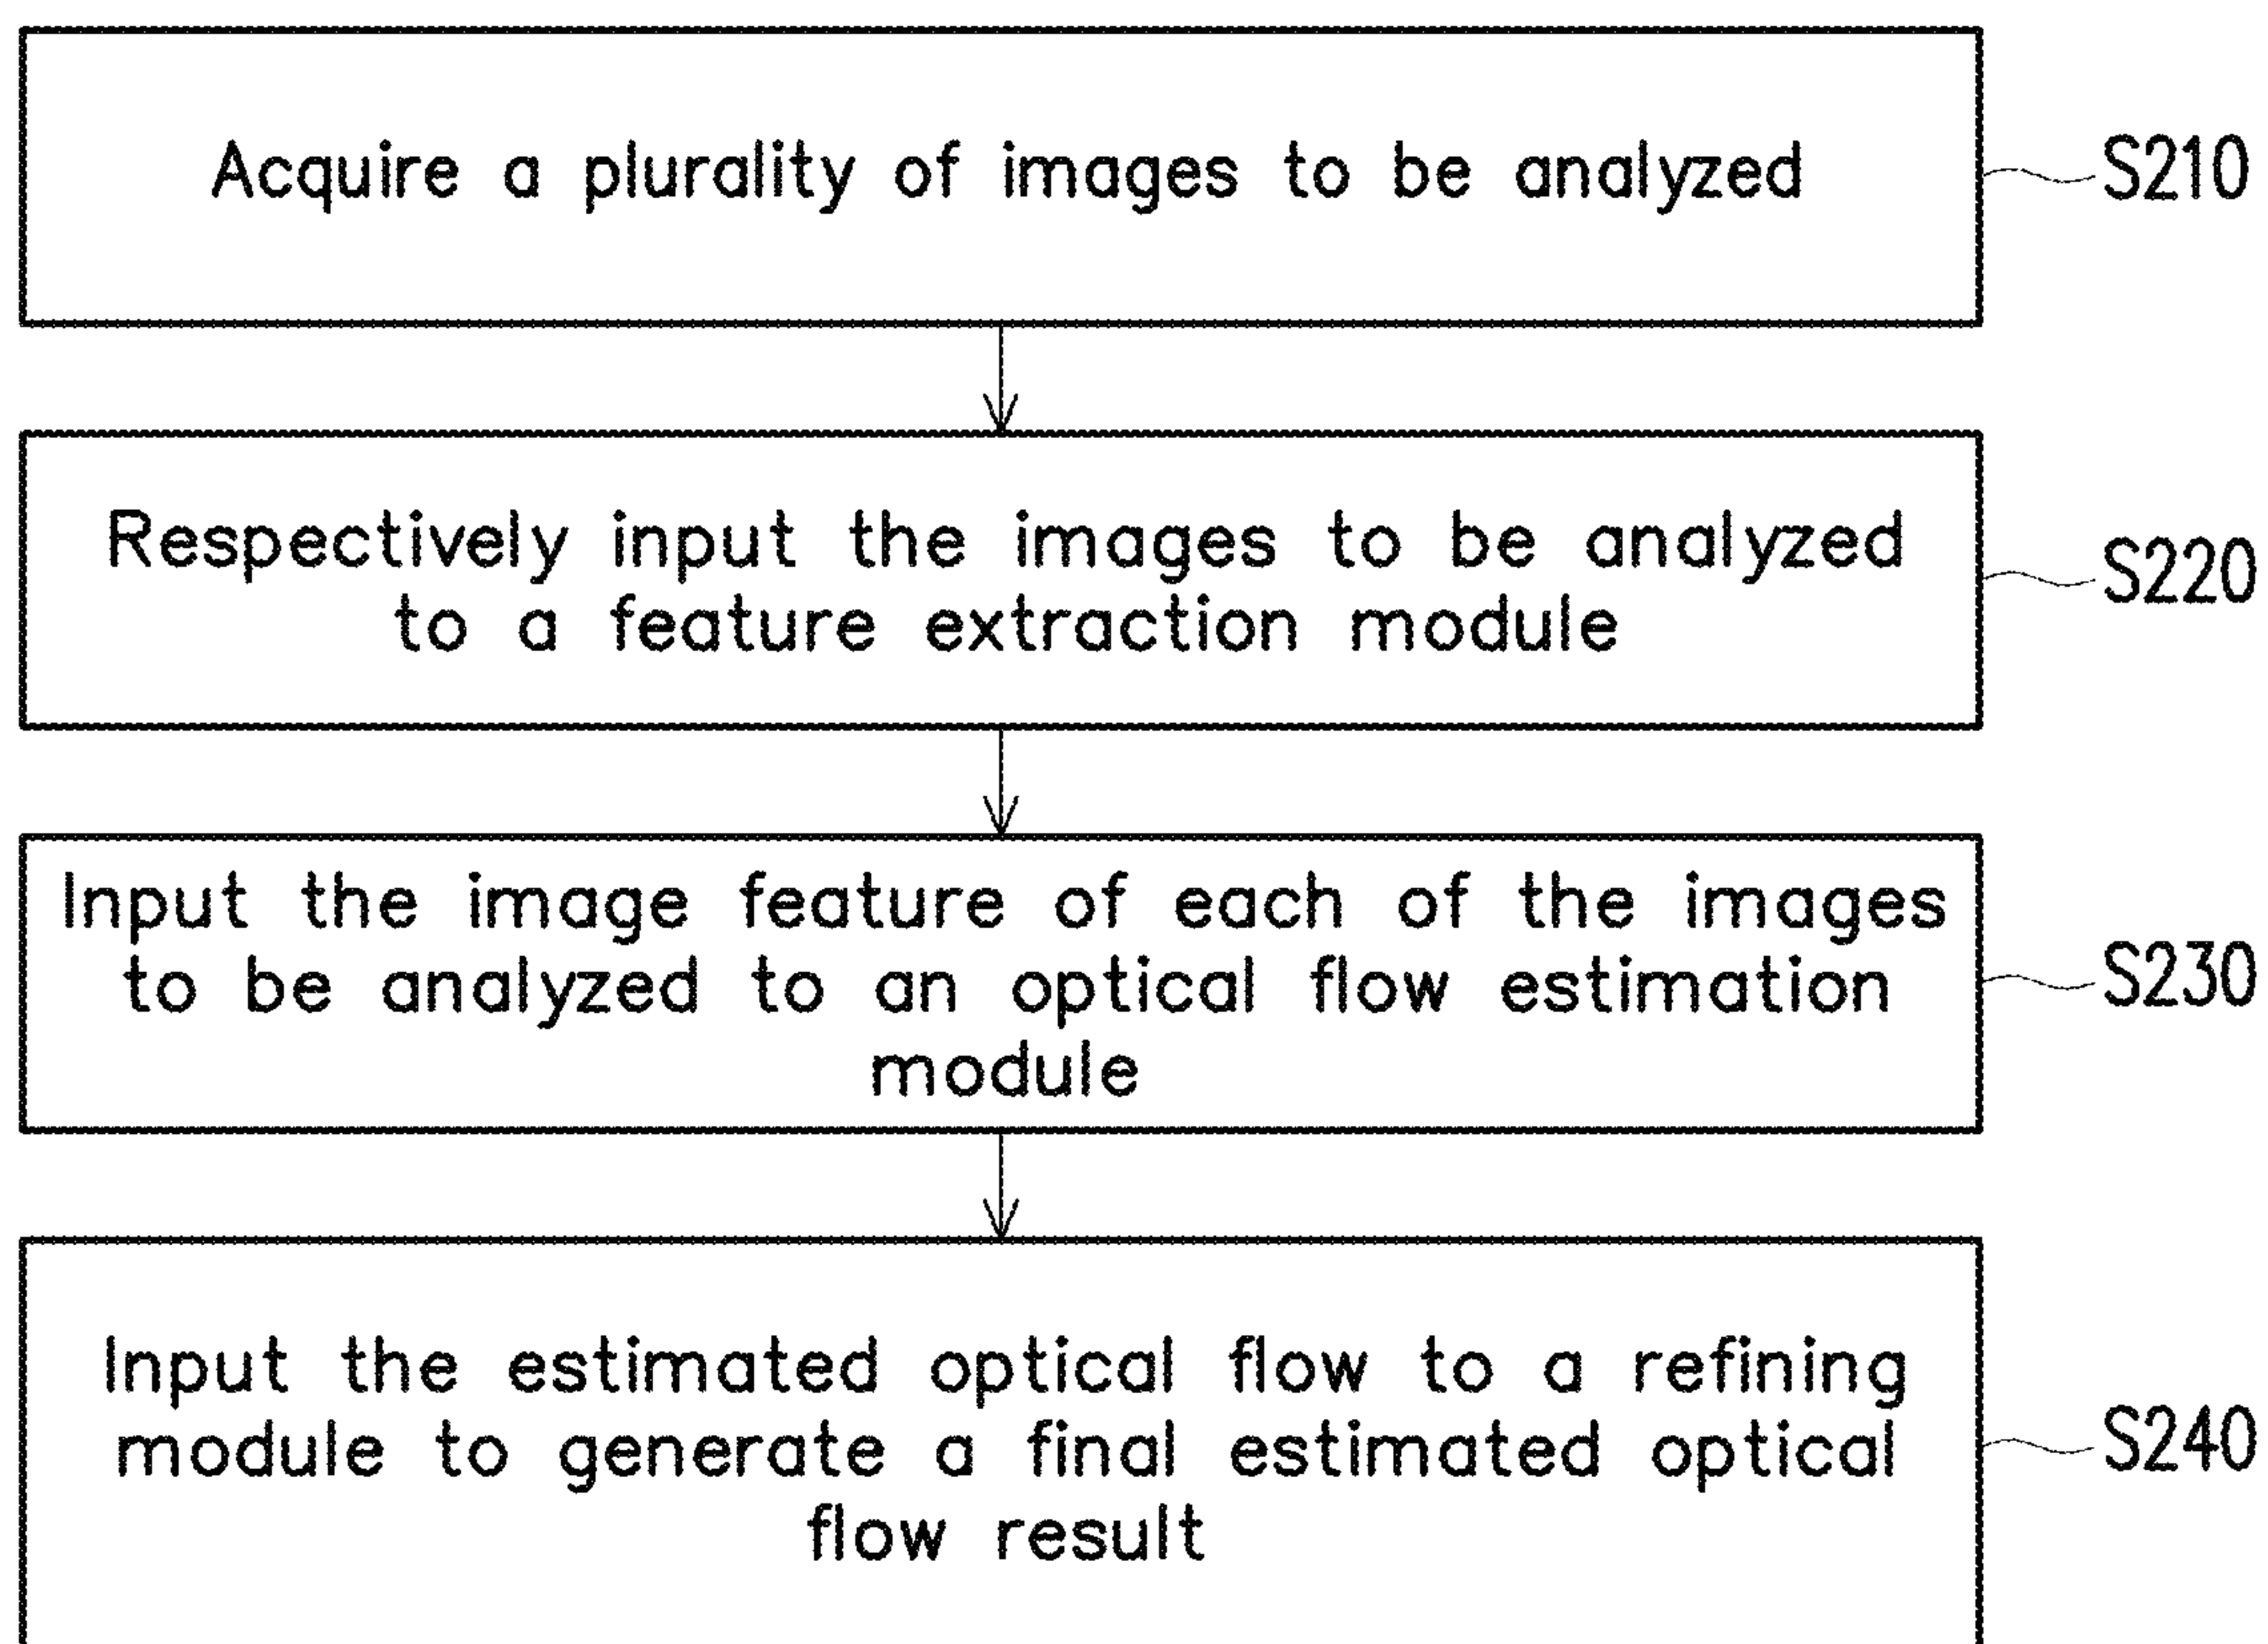 Acquire a plurality of images to be analyzed
S210
Respectively input the images to be analyzed
to a feature extraction module
S220
Input the image feature of each of the images
to be analyzed to an optical flow estimation
module
S230
Input the estimated optical flow to a refining
module to generate a final estimated optical
flow result
S240